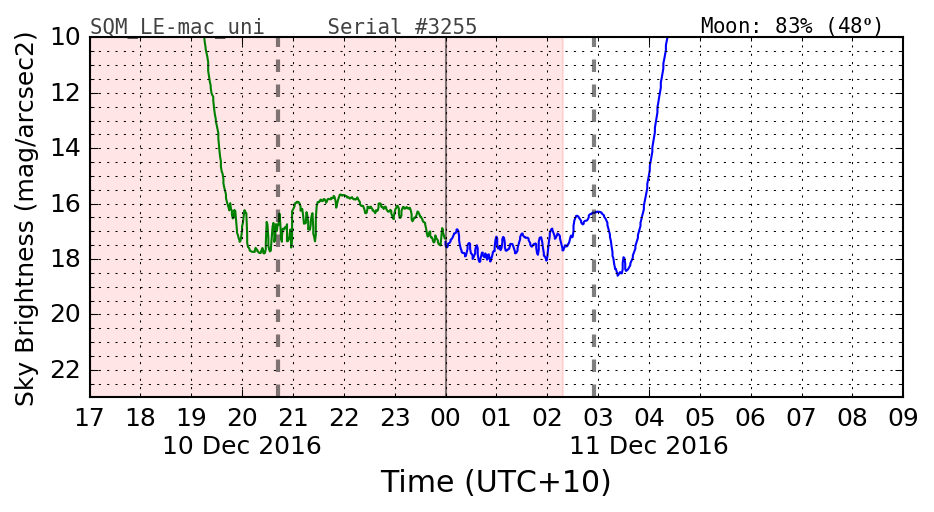 SQM_LE-mac_uni Serial #3255 Moon: 83% (48°)
Sky Brightness (mag/arcsec2)
10
12
14
16
18
20
22
17 18 19 20 21 22 23 00 01 02 03 04 05 06 07 08 09
10 Dec 2016 11 Dec 2016
Time (UTC+10)